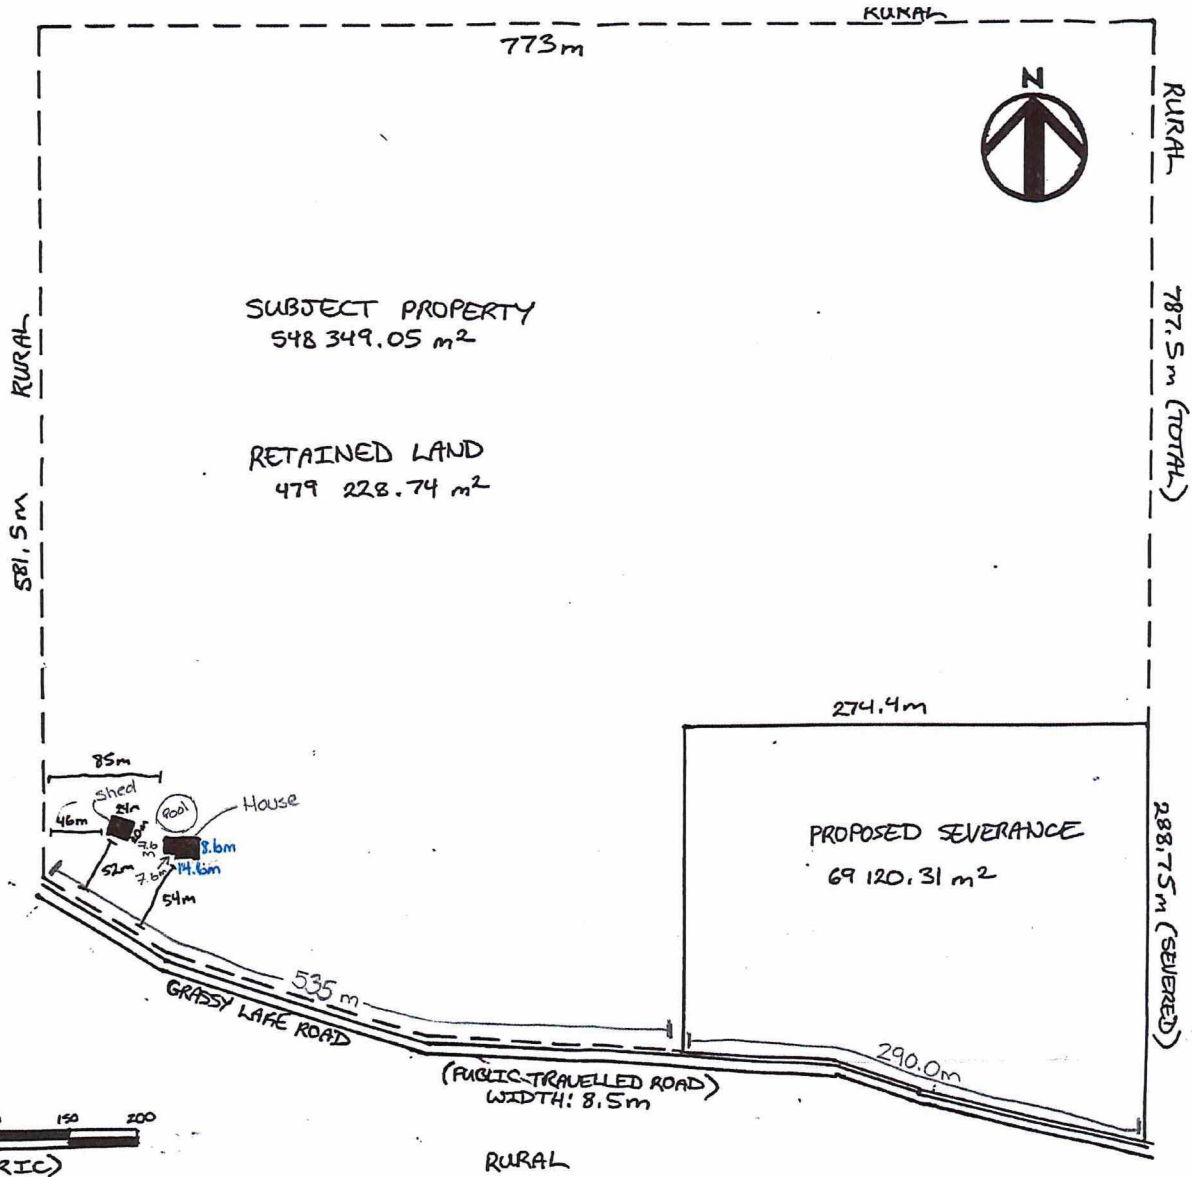 RURAL
773m
N
RURAL
787.5m (TOTAL)
SUBJECT PROPERTY
548 349.05 m²
RURAL
RETAINED LAND
479 228.74 m²
581.5m
274.4m
85m
shed
24m
Pool
House
46m
7.6
m
8.6m
7.6m
14.6m
52m
54m
PROPOSED SEVERANCE
69 120.31 m²
288.75m (SEVERED)
535 m
GRASSY LAKE ROAD
290.0m
(PUBLIC TRAVELLED ROAD)
WIDTH: 8.5m
150 200
RURAL